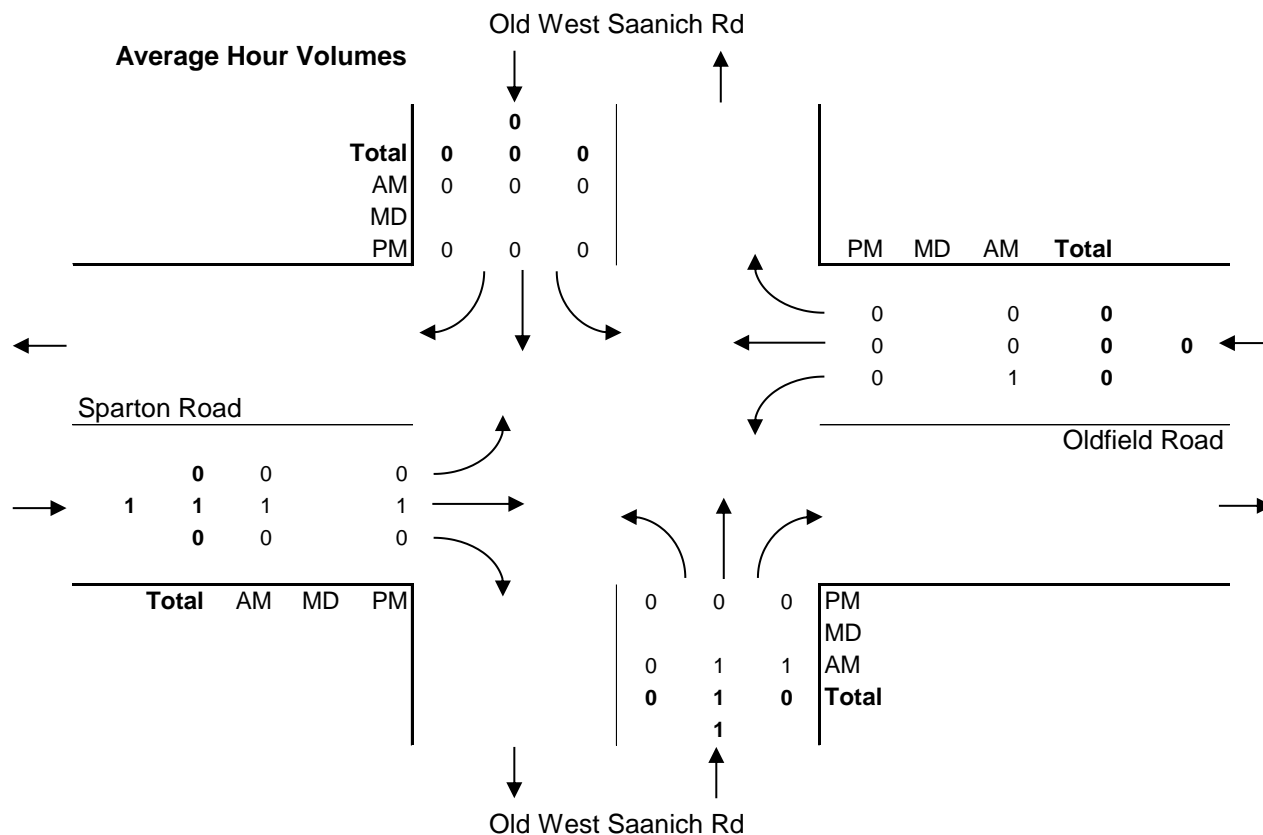 Old West Saanich Rd
Average Hour Volumes
0
Total 0 0 0
AM 0 0 0
MD
PM 0 0 0
PM MD AM Total
0 0 0
0 0 0 0
0 1 0
Sparton Road
Oldfield Road
0 0 0
1 1 1 1
0 0 0
Total AM MD PM
0 0 0 PM
MD
0 1 1 AM
0 1 0 Total
1
Old West Saanich Rd